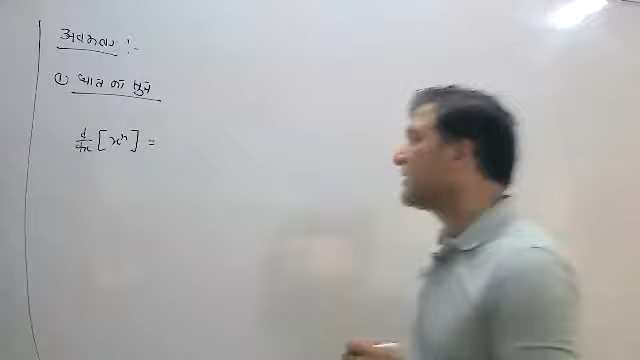 अवकलन :-
① घात का सूत्र
d/dx [xⁿ] =